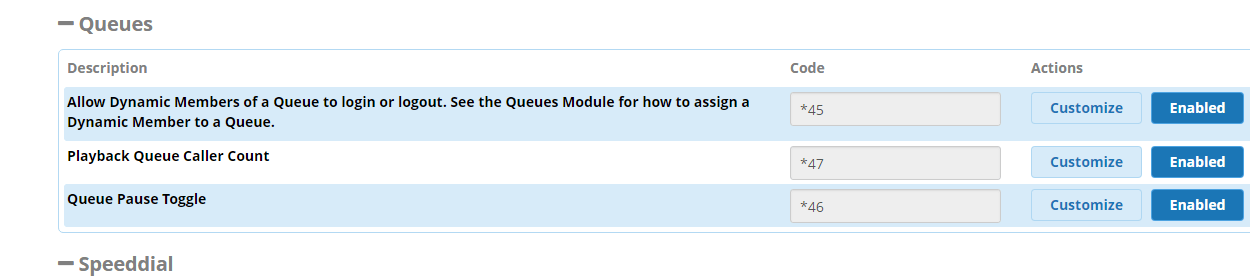 Queues
Description Code Actions
Allow Dynamic Members of a Queue to login or logout. See the Queues Module for how to assign a
Dynamic Member to a Queue.
*45 Customize Enabled
Playback Queue Caller Count *47 Customize Enabled
Queue Pause Toggle *46 Customize Enabled
Speeddial